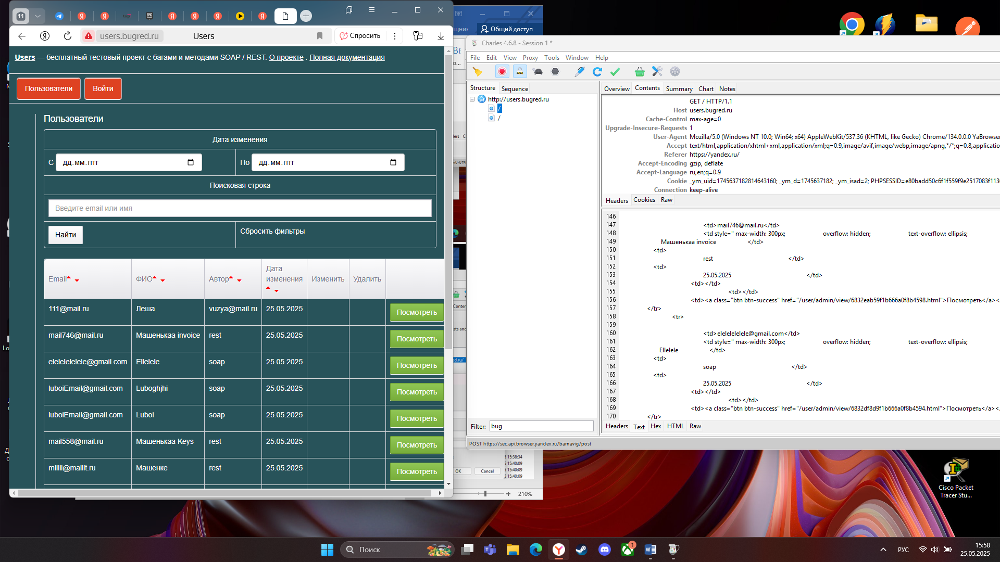 11
users.bugred.ru
Users
Спросить
Users — бесплатный тестовый проект с багами и методами SOAP / REST. О проекте . Полная документация
Пользователи
Войти
Пользователи
Дата изменения
С дд.мм.гггг
По дд.мм.гггг
Поисковая строка
Введите email или имя
Найти
Сбросить фильтры
Email ФИО Автор Дата изменения Изменить Удалить
111@mail.ru Леша vuzya@mail.ru 25.05.2025 Посмотреть
mail746@mail.ru Машенькаа invoice rest 25.05.2025 Посмотреть
elelelelelele@gmail.com Ellelele soap 25.05.2025 Посмотреть
luboiEmail@gmail.com Luboghjhi soap 25.05.2025 Посмотреть
luboiEmail@gmail.com Luboi soap 25.05.2025 Посмотреть
mail558@mail.ru Машенькаа Keys rest 25.05.2025 Посмотреть
millii@maillt.ru Машенке rest 25.05.2025 Посмотреть
Общий доступ
OK
Cancel
15:38:34
15:40:09
15:40:09
15:40:09
210%
Charles 4.6.8 - Session 1 *
File Edit View Proxy Tools Window Help
Structure Sequence
http://users.bugred.ru
/
/
Filter: bug
POST https://sec.api.browser.yandex.ru/barnavig/post
Overview Contents Summary Chart Notes
GET / HTTP/1.1
Host users.bugred.ru
Cache-Control max-age=0
Upgrade-Insecure-Requests 1
User-Agent Mozilla/5.0 (Windows NT 10.0; Win64; x64) AppleWebKit/537.36 (KHTML, like Gecko) Chrome/134.0.0.0 YaBrowser
Accept text/html,application/xhtml+xml,application/xml;q=0.9,image/avif,image/webp,image/apng,*/*;q=0.8,application
Referer https://yandex.ru/
Accept-Encoding gzip, deflate
Accept-Language ru,en;q=0.9
Cookie _ym_uid=1745637182814643160; _ym_d=1745637182; _ym_isad=2; PHPSESSID=e80badd50c6f1f559f9e2517083f113
Connection keep-alive
Headers Cookies Raw
146
147 <td>mail746@mail.ru</td>
148 <td style=" max-width: 300px; overflow: hidden; text-overflow: ellipsis;
149 Машенькаа invoice </td>
150 <td>
151 rest </td>
152 <td>
153 25.05.2025 </td>
154 <td></td>
155 <td></td>
156 <td><a class="btn btn-success" href="/user/admin/view/6832eab59f1b666a0f8b4598.html">Посмотреть</a><
157 </tr>
158 <tr>
159
160 <td>elelelelelele@gmail.com</td>
161 <td style=" max-width: 300px; overflow: hidden; text-overflow: ellipsis;
162 Ellelele </td>
163 <td>
164 soap </td>
165 <td>
166 25.05.2025 </td>
167 <td></td>
168 <td></td>
169 <td><a class="btn btn-success" href="/user/admin/view/6832df8d9f1b666a0f8b4594.html">Посмотреть</a><
170 </tr>
Headers Text Hex HTML Raw
Cisco Packet
Tracer Stu...
Поиск
1
РУС
15:58
25.05.2025